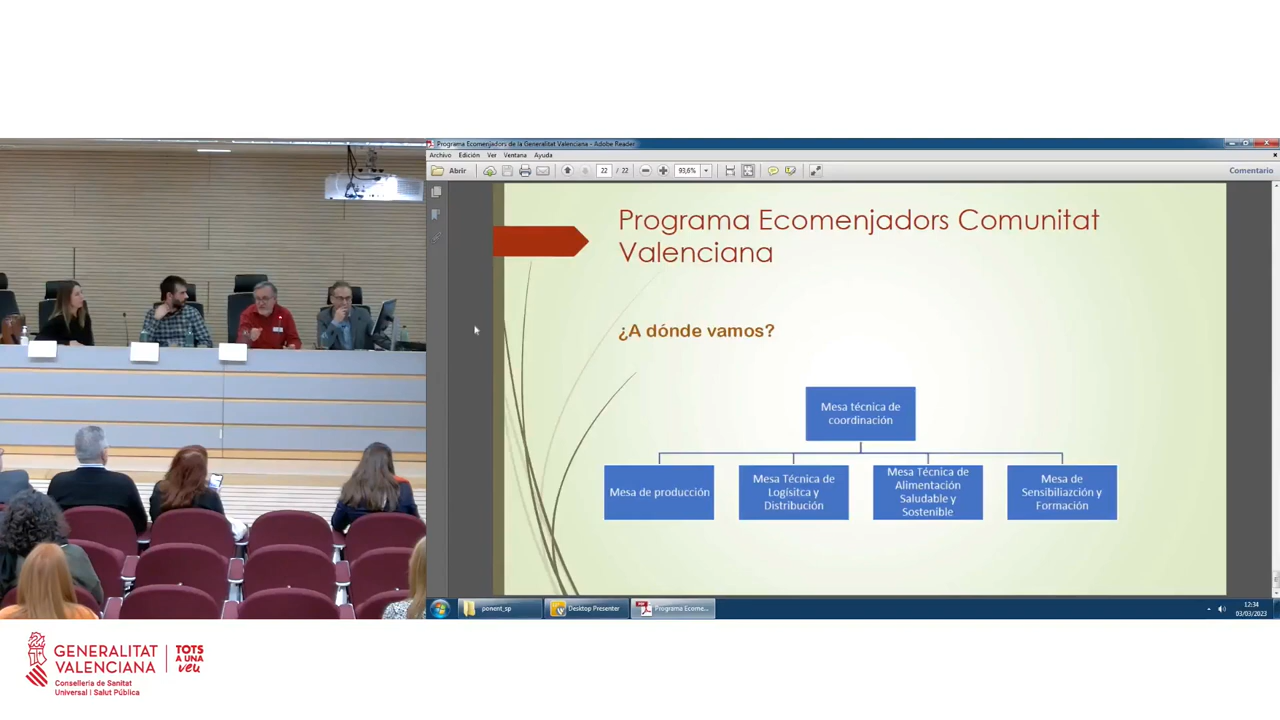 Programa Ecomenjadors de la Generalitat Valenciana - Adobe Reader
Archivo Edición Ver Ventana Ayuda
Abrir
22 / 22
93,6%
Comentario
Programa Ecomenjadors Comunitat
Valenciana
¿A dónde vamos?
Mesa técnica de
coordinación
Mesa de producción
Mesa Técnica de
Logísitca y
Distribución
Mesa Técnica de
Alimentación
Saludable y
Sostenible
Mesa de
Sensibiliazción y
Formación
ponent_sp
Desktop Presenter
Programa Ecome...
12:34
03/03/2023
GENERALITAT
VALENCIANA
Conselleria de Sanitat
Universal i Salut Pública
TOTS
A UNA
veu